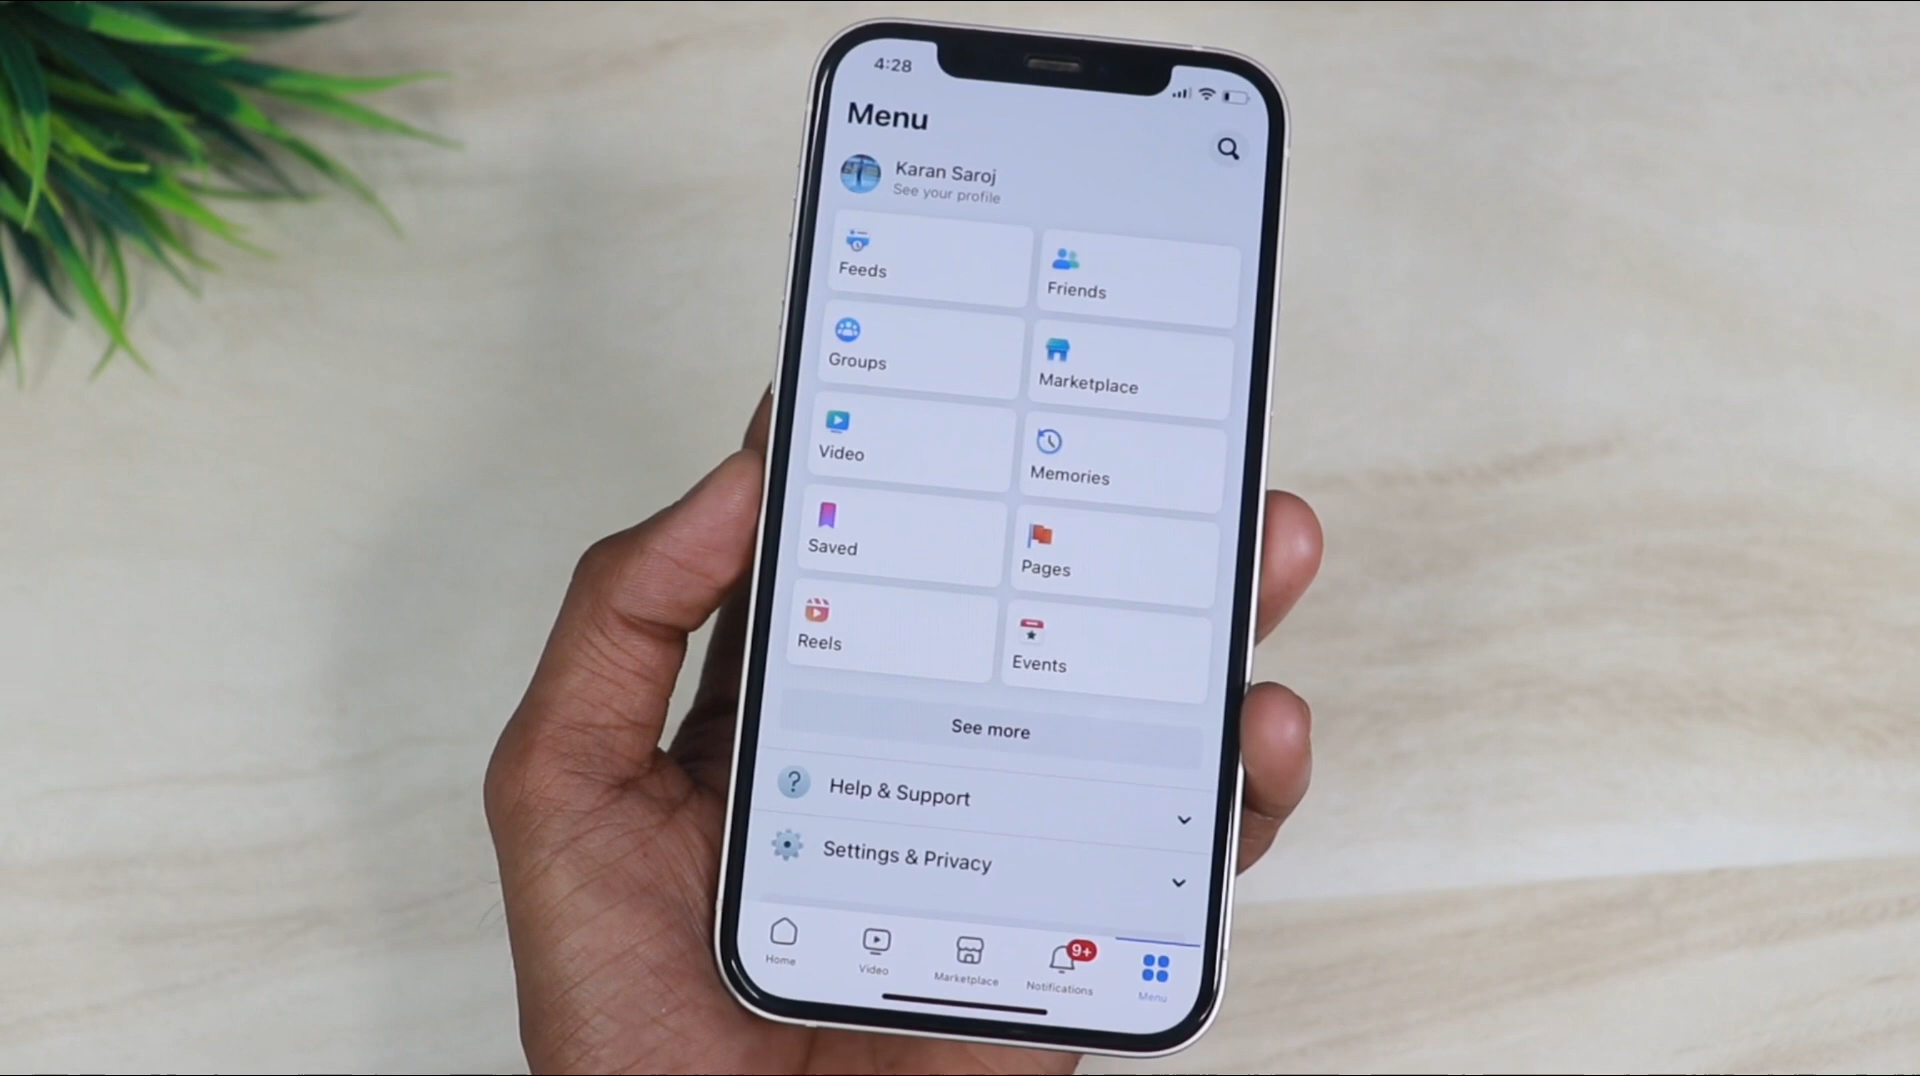 4:28
Menu
Karan Saroj
See your profile
Feeds
Friends
Groups
Marketplace
Video
Memories
Saved
Pages
Reels
Events
See more
? Help & Support
Settings & Privacy
Home
Video
Marketplace
9+
Notifications
Menu